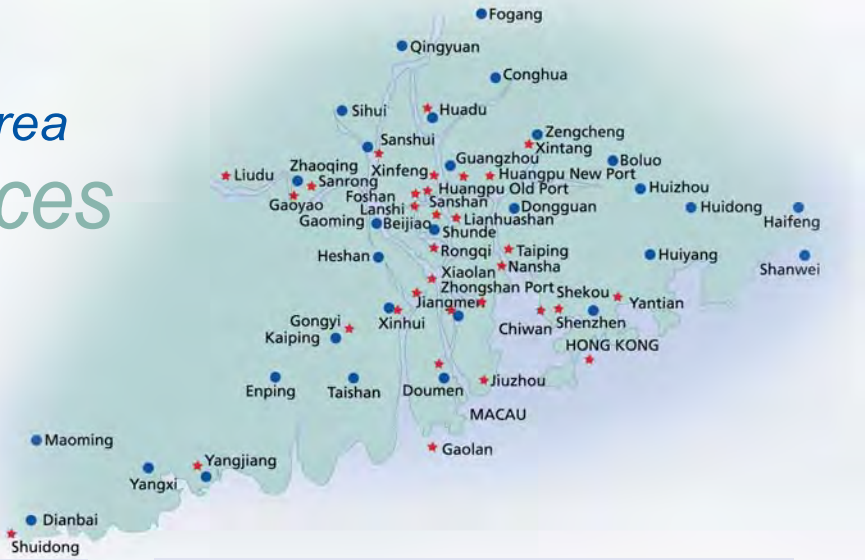 Fogang
Qingyuan
Conghua
rea
Sihui
Huadu
Zengcheng
Sanshui
Xintang
Guangzhou
Boluo
ces
Liudu
Zhaoqing
Xinfeng
Huangpu New Port
Sanrong
Huangpu Old Port
Huizhou
Foshan
Sanshan
Gaoyao
Lanshi
Lianhuashan
Dongguan
Huidong
Gaoming
Beijiao
Haifeng
Shunde
Heshan
Rongqi
Taiping
Huiyang
Nansha
Shanwei
Xiaolan
Zhongshan Port
Shekou
Yantian
Jiangmen
Gongyi
Xinhui
Chiwan
Shenzhen
Kaiping
HONG KONG
Enping
Taishan
Doumen
Jiuzhou
MACAU
Maoming
Gaolan
Yangjiang
Yangxi
Dianbai
Shuidong